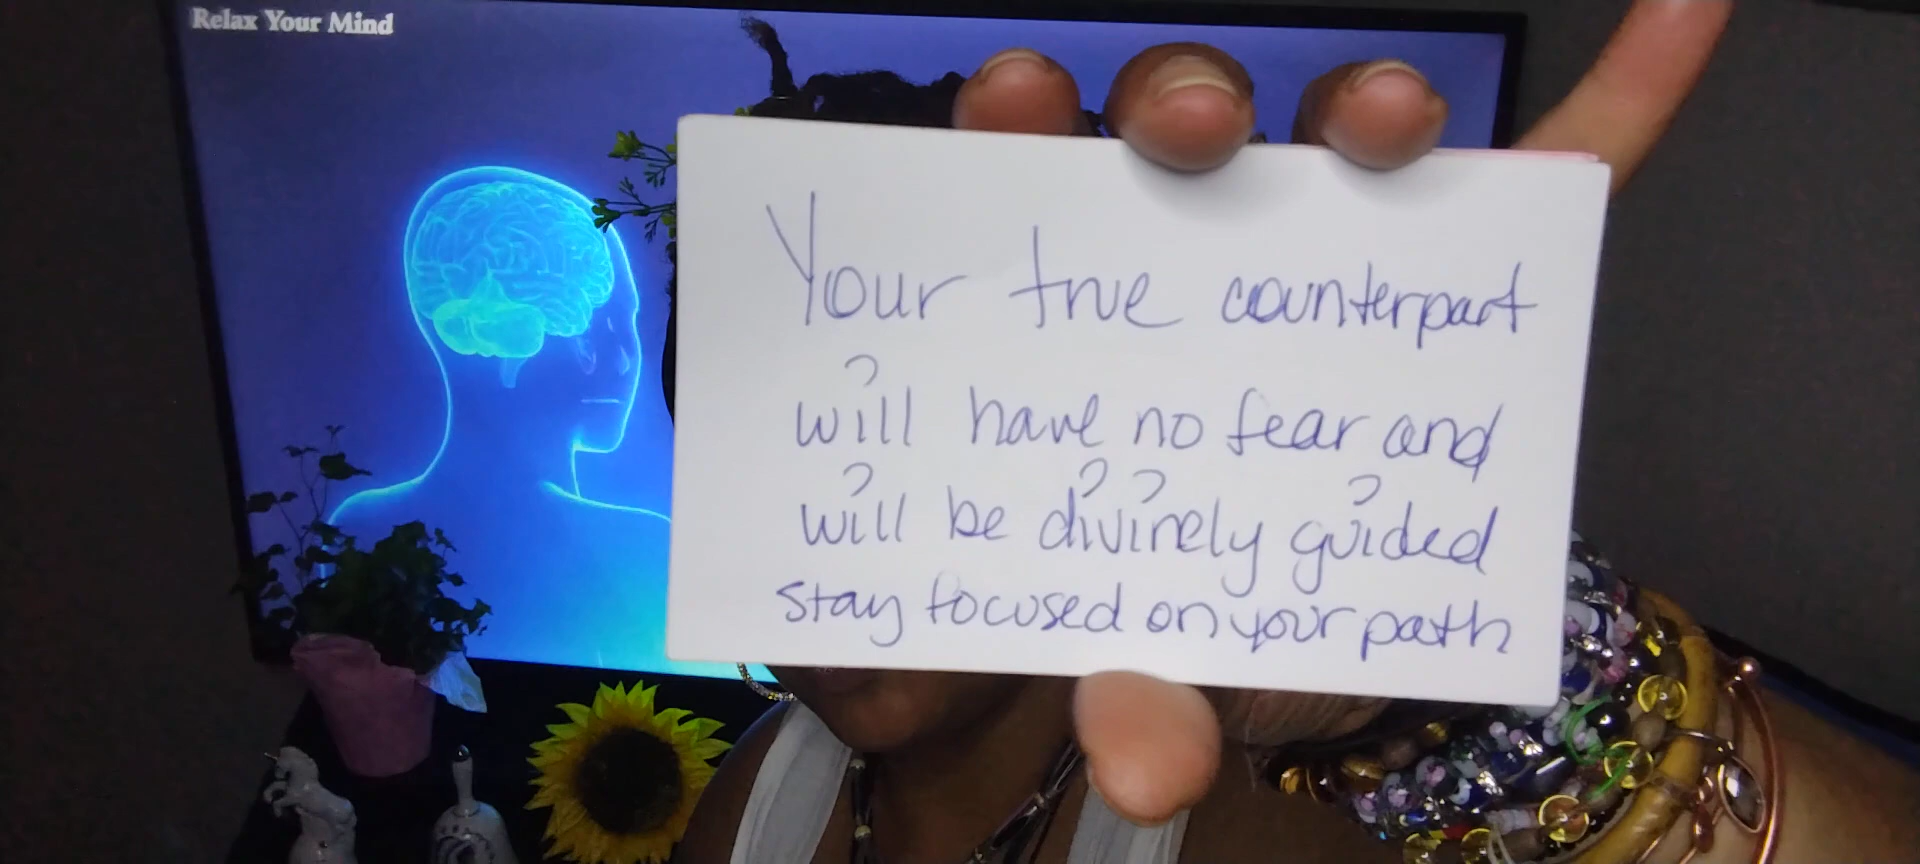 Relax Your Mind
Your true counterpart
will have no fear and
will be divinely guided
stay focused on your path